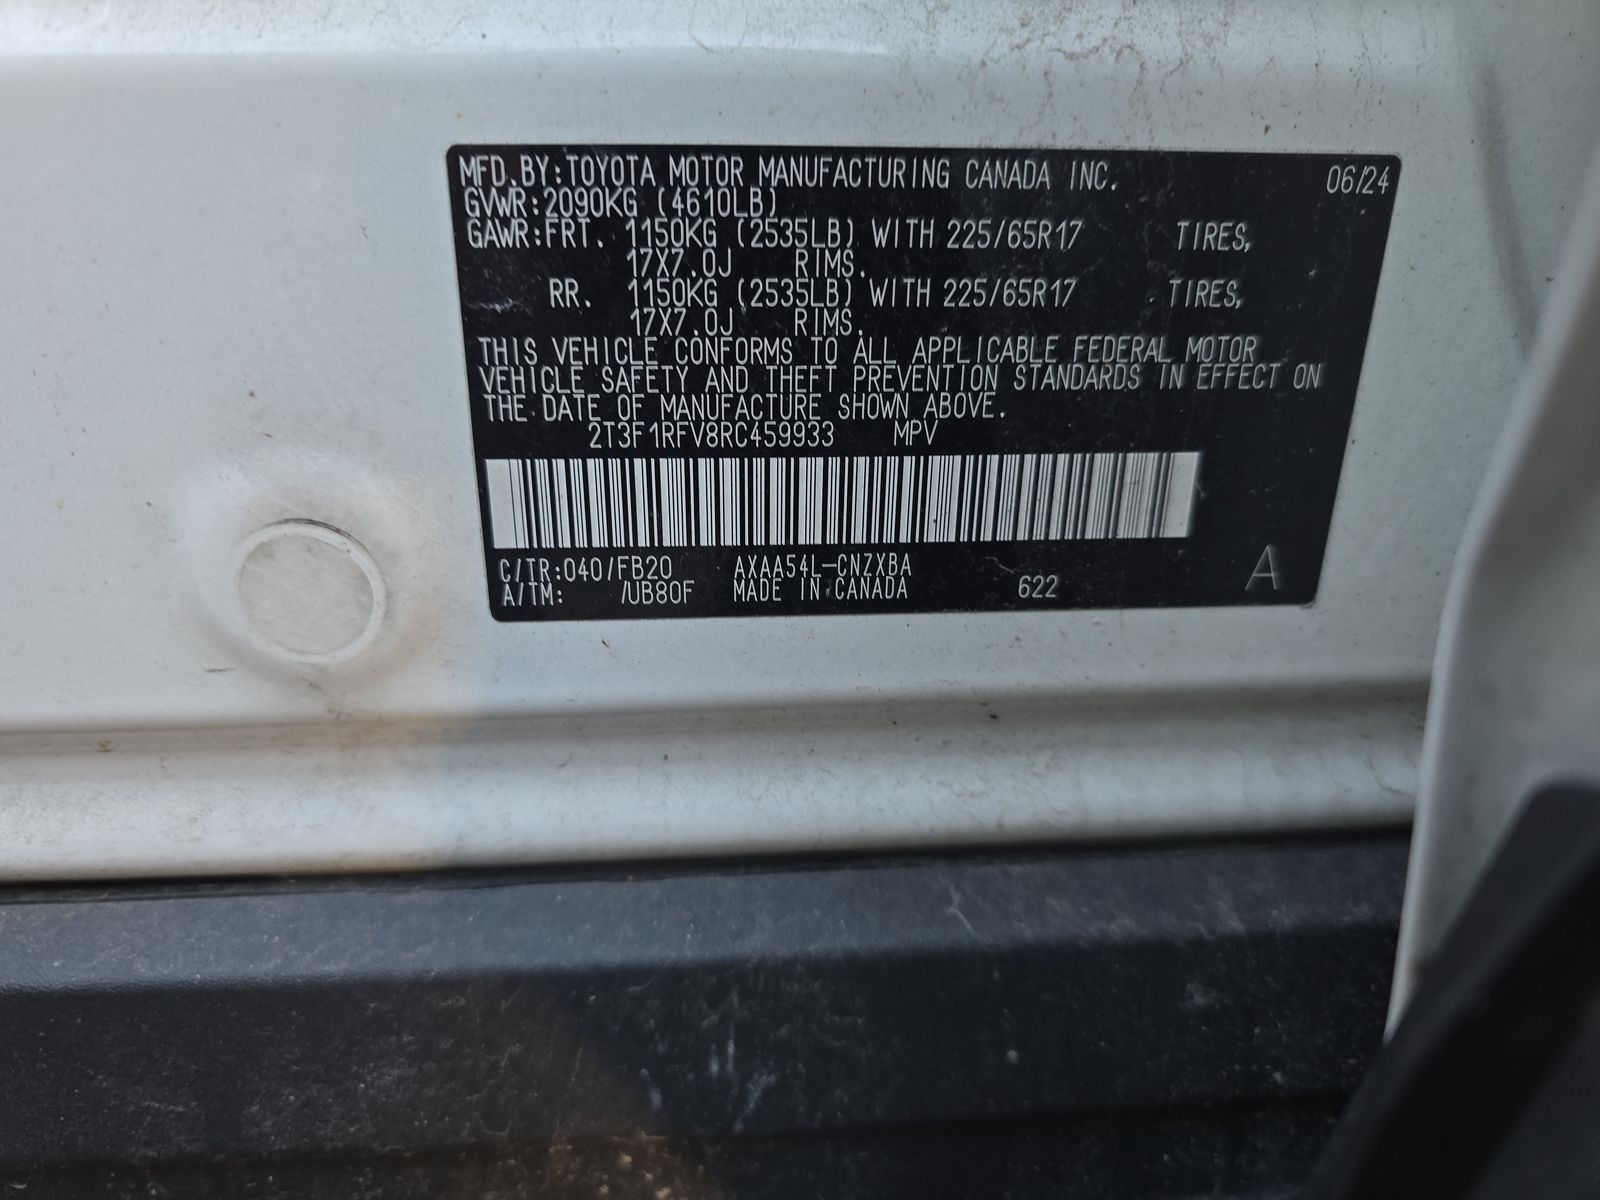 MFD.BY:TOYOTA MOTOR MANUFACTURING CANADA INC. 06/24
GVWR:2090KG (4610LB)
GAWR:FRT. 1150KG (2535LB) WITH 225/65R17 TIRES,
17X7.0J RIMS.
RR. 1150KG (2535LB) WITH 225/65R17 TIRES,
17X7.0J RIMS.
THIS VEHICLE CONFORMS TO ALL APPLICABLE FEDERAL MOTOR
VEHICLE SAFETY AND THEFT PREVENTION STANDARDS IN EFFECT ON
THE DATE OF MANUFACTURE SHOWN ABOVE.
2T3F1RFV8RC459933 MPV
C/TR:040/FB20 AXAA54L-CNZXBA
A/TM: /UB80F MADE IN CANADA 622 A